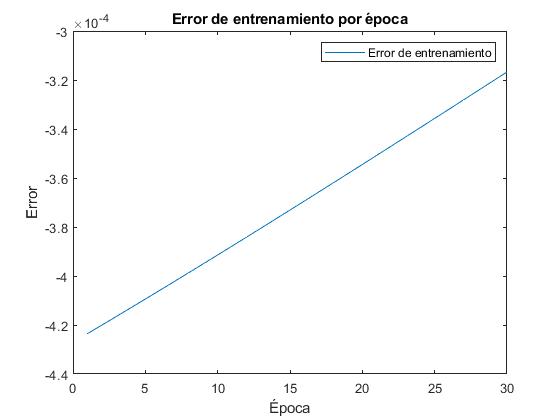 Error de entrenamiento por época
×10⁻⁴
-3
Error de entrenamiento
-3.2
-3.4
-3.6
-3.8
-4
-4.2
-4.4
Error
0 5 10 15 20 25 30
Época